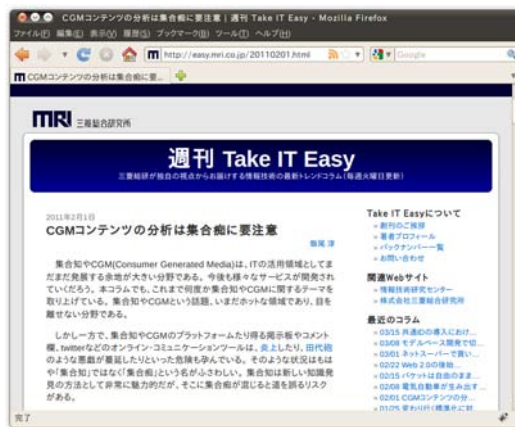 CGMコンテンツの分析は集合痴に要注意 | 週刊 Take IT Easy - Mozilla Firefox
ファイル(F) 編集(E) 表示(V) 履歴(S) ブックマーク(B) ツール(T) ヘルプ(H)
http://easy.mri.co.jp/20110201.html
Google
CGMコンテンツの分析は集合痴に要...
MRI 三菱総合研究所
週刊 Take IT Easy
三菱総研が独自の視点からお届けする情報技術の最新トレンドコラム(毎週火曜日更新)
2011年2月1日
CGMコンテンツの分析は集合痴に要注意
飯尾 淳
集合知やCGM(Consumer Generated Media)は、ITの活用領域としてま
だまだ発展する余地が大きい分野である。今後も様々なサービスが開発され
ていくだろう。本コラムでも、これまで何度か集合知やCGMに関するテーマを
取り上げている。集合知やCGMという話題、いまだホットな領域であり、目を
離せない分野である。
しかし一方で、集合知やCGMのプラットフォームたり得る掲示板やコメント
欄、twitterなどのオンライン・コミュニケーションツールは、炎上したり、田代砲
のような悪戯が蔓延したりといった危険も孕んでいる。そのような状況はもは
や「集合知」ではなく「集合痴」という名がふさわしい。集合知は新しい知識発
見の方法として非常に魅力的だが、そこに集合痴が混じると道を誤るリスク
がある。
Take IT Easyについて
» 創刊のご挨拶
» 著者プロフィール
» バックナンバー一覧
» お問い合わせ
関連Webサイト
» 情報技術研究センター
» 株式会社三菱総合研究所
最近のコラム
» 03/15 共通IDの導入におけ...
» 03/08 モデルベース開発で切...
» 03/01 ネットスーパーで買い...
» 02/22 Web 2.0の後始...
» 02/15 パケットは自由のまま...
» 02/08 電気自動車が生み出す...
» 02/01 CGMコンテンツの分...
» 01/25 変わり行く標準化に対...
完了